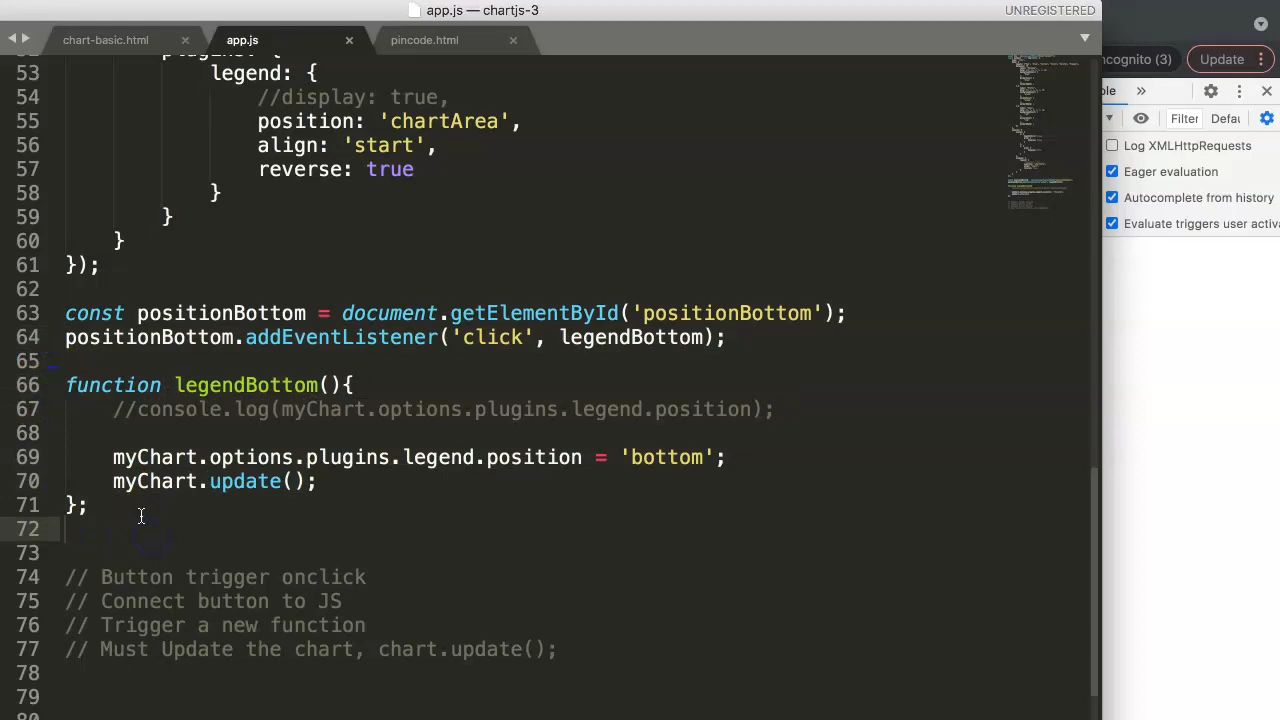 app.js — chartjs-3
UNREGISTERED
chart-basic.html
app.js
pincode.html
ncognito (3)
Update
ole
Filter
Defau
Log XMLHttpRequests
Eager evaluation
Autocomplete from history
Evaluate triggers user activa
53 legend: {
54 //display: true,
55 position: 'chartArea',
56 align: 'start',
57 reverse: true
58 }
59 }
60 }
61 });
62
63 const positionBottom = document.getElementById('positionBottom');
64 positionBottom.addEventListener('click', legendBottom);
65
66 function legendBottom(){
67 //console.log(myChart.options.plugins.legend.position);
68
69 myChart.options.plugins.legend.position = 'bottom';
70 myChart.update();
71 };
72
73
74 // Button trigger onclick
75 // Connect button to JS
76 // Trigger a new function
77 // Must Update the chart, chart.update();
78
79